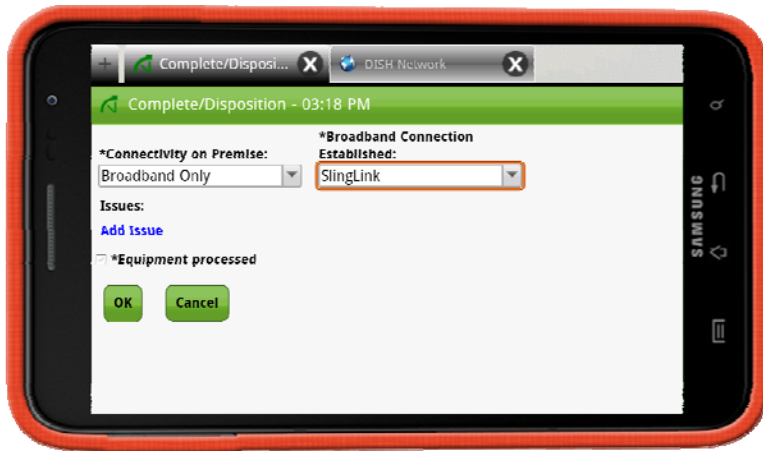 + Complete/Disposi... X DISH Network X
Complete/Disposition - 03:18 PM
*Broadband Connection
*Connectivity on Premise: Established:
Broadband Only SlingLink
Issues:
Add Issue
*Equipment processed
OK Cancel
SAMSUNG